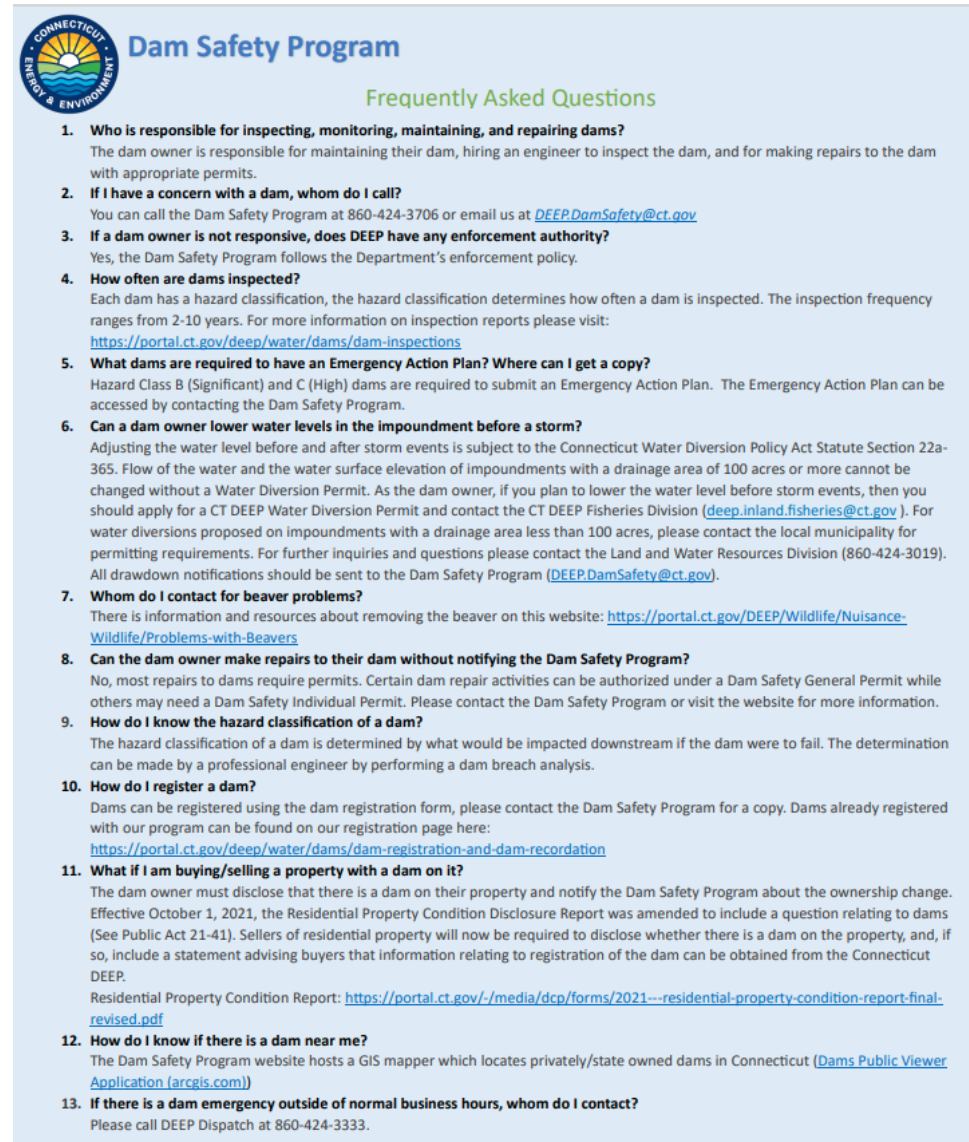 CONNECTICUT
ENERGY & ENVIRONMENT
Dam Safety Program
Frequently Asked Questions
1. Who is responsible for inspecting, monitoring, maintaining, and repairing dams?
The dam owner is responsible for maintaining their dam, hiring an engineer to inspect the dam, and for making repairs to the dam
with appropriate permits.
2. If I have a concern with a dam, whom do I call?
You can call the Dam Safety Program at 860-424-3706 or email us at DEEP.DamSafety@ct.gov
3. If a dam owner is not responsive, does DEEP have any enforcement authority?
Yes, the Dam Safety Program follows the Department's enforcement policy.
4. How often are dams inspected?
Each dam has a hazard classification, the hazard classification determines how often a dam is inspected. The inspection frequency
ranges from 2-10 years. For more information on inspection reports please visit:
https://portal.ct.gov/deep/water/dams/dam-inspections
5. What dams are required to have an Emergency Action Plan? Where can I get a copy?
Hazard Class B (Significant) and C (High) dams are required to submit an Emergency Action Plan. The Emergency Action Plan can be
accessed by contacting the Dam Safety Program.
6. Can a dam owner lower water levels in the impoundment before a storm?
Adjusting the water level before and after storm events is subject to the Connecticut Water Diversion Policy Act Statute Section 22a-
365. Flow of the water and the water surface elevation of impoundments with a drainage area of 100 acres or more cannot be
changed without a Water Diversion Permit. As the dam owner, if you plan to lower the water level before storm events, then you
should apply for a CT DEEP Water Diversion Permit and contact the CT DEEP Fisheries Division (deep.inland.fisheries@ct.gov ). For
water diversions proposed on impoundments with a drainage area less than 100 acres, please contact the local municipality for
permitting requirements. For further inquiries and questions please contact the Land and Water Resources Division (860-424-3019).
All drawdown notifications should be sent to the Dam Safety Program (DEEP.DamSafety@ct.gov).
7. Whom do I contact for beaver problems?
There is information and resources about removing the beaver on this website: https://portal.ct.gov/DEEP/Wildlife/Nuisance-
Wildlife/Problems-with-Beavers
8. Can the dam owner make repairs to their dam without notifying the Dam Safety Program?
No, most repairs to dams require permits. Certain dam repair activities can be authorized under a Dam Safety General Permit while
others may need a Dam Safety Individual Permit. Please contact the Dam Safety Program or visit the website for more information.
9. How do I know the hazard classification of a dam?
The hazard classification of a dam is determined by what would be impacted downstream if the dam were to fail. The determination
can be made by a professional engineer by performing a dam breach analysis.
10. How do I register a dam?
Dams can be registered using the dam registration form, please contact the Dam Safety Program for a copy. Dams already registered
with our program can be found on our registration page here:
https://portal.ct.gov/deep/water/dams/dam-registration-and-dam-recordation
11. What if I am buying/selling a property with a dam on it?
The dam owner must disclose that there is a dam on their property and notify the Dam Safety Program about the ownership change.
Effective October 1, 2021, the Residential Property Condition Disclosure Report was amended to include a question relating to dams
(See Public Act 21-41). Sellers of residential property will now be required to disclose whether there is a dam on the property, and, if
so, include a statement advising buyers that information relating to registration of the dam can be obtained from the Connecticut
DEEP.
Residential Property Condition Report: https://portal.ct.gov/-/media/dcp/forms/2021---residential-property-condition-report-final-
revised.pdf
12. How do I know if there is a dam near me?
The Dam Safety Program website hosts a GIS mapper which locates privately/state owned dams in Connecticut (Dams Public Viewer
Application (arcgis.com))
13. If there is a dam emergency outside of normal business hours, whom do I contact?
Please call DEEP Dispatch at 860-424-3333.